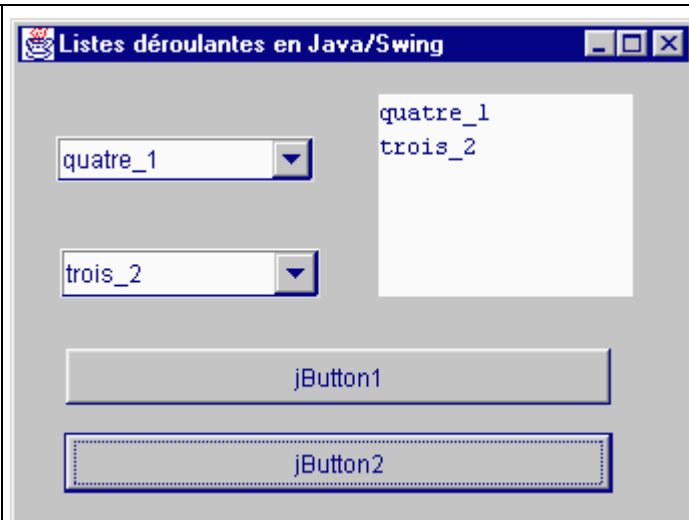 Listes déroulantes en Java/Swing
quatre_1
trois_2
quatre_1
trois_2
jButton1
jButton2